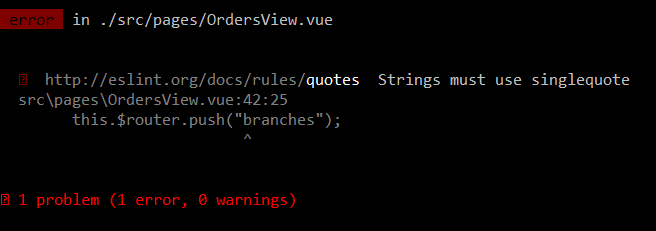 error in ./src/pages/OrdersView.vue
http://eslint.org/docs/rules/quotes Strings must use singlequote
src\pages\OrdersView.vue:42:25
this.$router.push("branches");
^
1 problem (1 error, 0 warnings)